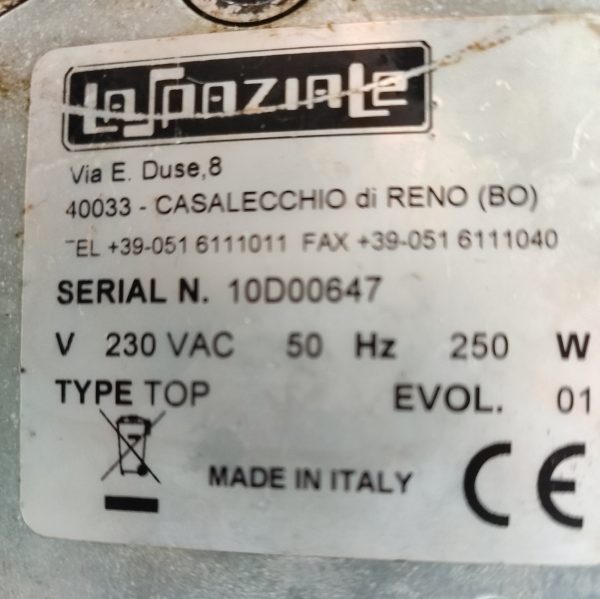 LaSpaziale
Via E. Duse,8
40033 - CASALECCHIO di RENO (BO)
TEL +39-051 6111011 FAX +39-051 6111040
SERIAL N. 10D00647
V 230 VAC 50 Hz 250 W
TYPE TOP EVOL. 01
MADE IN ITALY CE